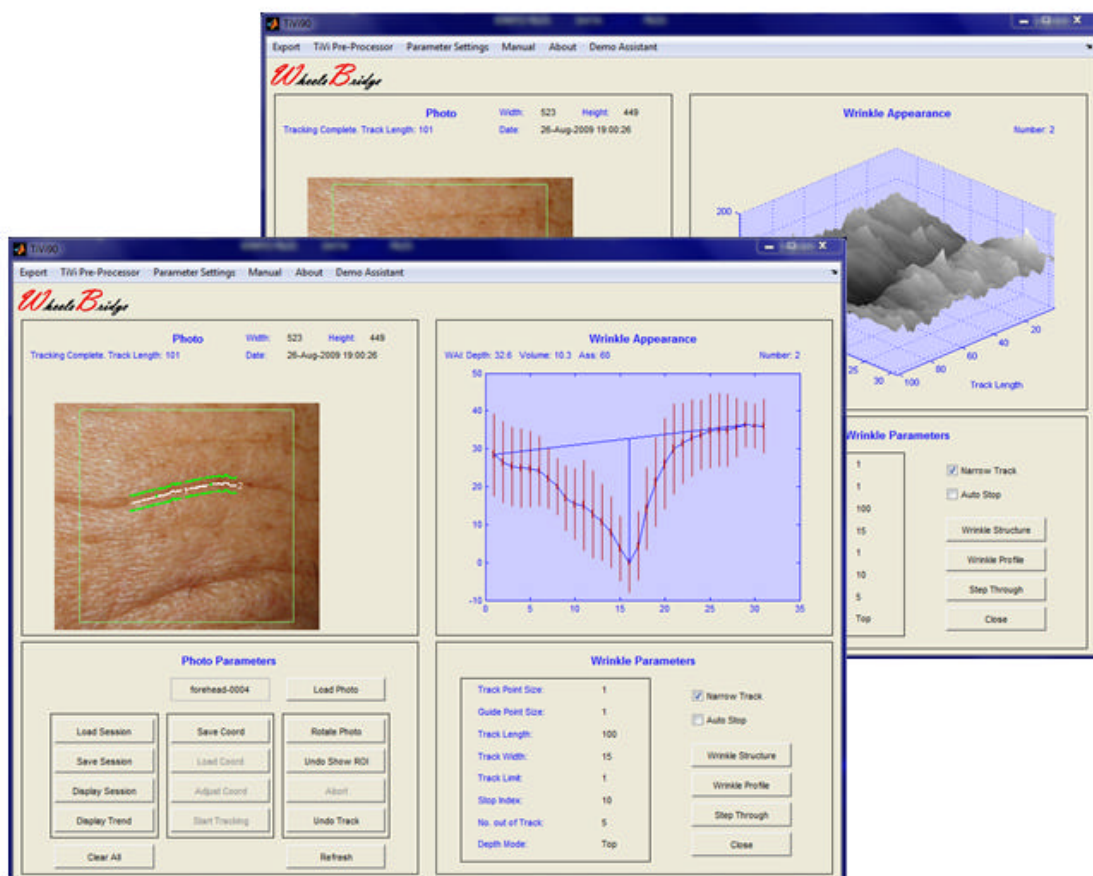 TiVi90
Export TiVi Pre-Processor Parameter Settings Manual About Demo Assistant
Wheels Bridge
Photo Width: 523 Height: 449
Tracking Complete. Track Length: 101 Date: 26-Aug-2009 19:00:26
Wrinkle Appearance
Number: 2
200
20
40
60
80
100
25
30
Track Length
Wrinkle Parameters
1
1
100
15
1
10
5
Top
Narrow Track
Auto Stop
Wrinkle Structure
Wrinkle Profile
Step Through
Close
TiVi90
Export TiVi Pre-Processor Parameter Settings Manual About Demo Assistant
Wheels Bridge
Photo Width: 523 Height: 449
Tracking Complete. Track Length: 101 Date: 26-Aug-2009 19:00:26
1 2
Wrinkle Appearance
WAI: Depth: 32.6 Volume: 10.3 Ass: 60 Number: 2
50
40
30
20
10
0
-10
0 5 10 15 20 25 30 35
Photo Parameters
forehead-0004 Load Photo
Load Session Save Coord Rotate Photo
Save Session Load Coord Undo Show ROI
Display Session Adjust Coord Abort
Display Trend Start Tracking Undo Track
Clear All Refresh
Wrinkle Parameters
Track Point Size: 1
Guide Point Size: 1
Track Length: 100
Track Width: 15
Track Limit: 1
Stop Index: 10
No. out of Track: 5
Depth Mode: Top
Narrow Track
Auto Stop
Wrinkle Structure
Wrinkle Profile
Step Through
Close